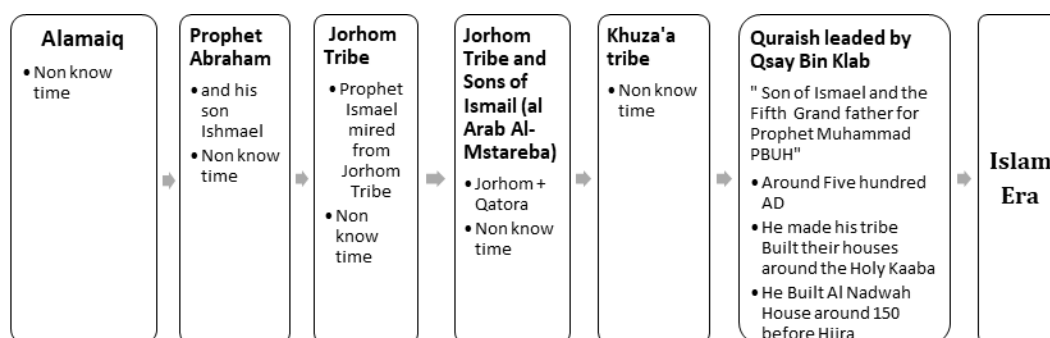 Alamaiq
• Non know
time
Prophet
Abraham
• and his
son
Ishmael
• Non know
time
Jorhom
Tribe
• Prophet
Ismael
mired
from
Jorhom
Tribe
• Non
know
time
Jorhom
Tribe and
Sons of
Ismail (al
Arab Al-
Mstareba)
• Jorhom +
Qatora
• Non know
time
Khuza'a
tribe
• Non know
time
Quraish leaded by
Qsay Bin Klab
" Son of Ismael and the
Fifth Grand father for
Prophet Muhammad
PBUH"
• Around Five hundred
AD
• He made his tribe
Built their houses
around the Holy Kaaba
• He Built Al Nadwah
House around 150
before Hijra
Islam
Era